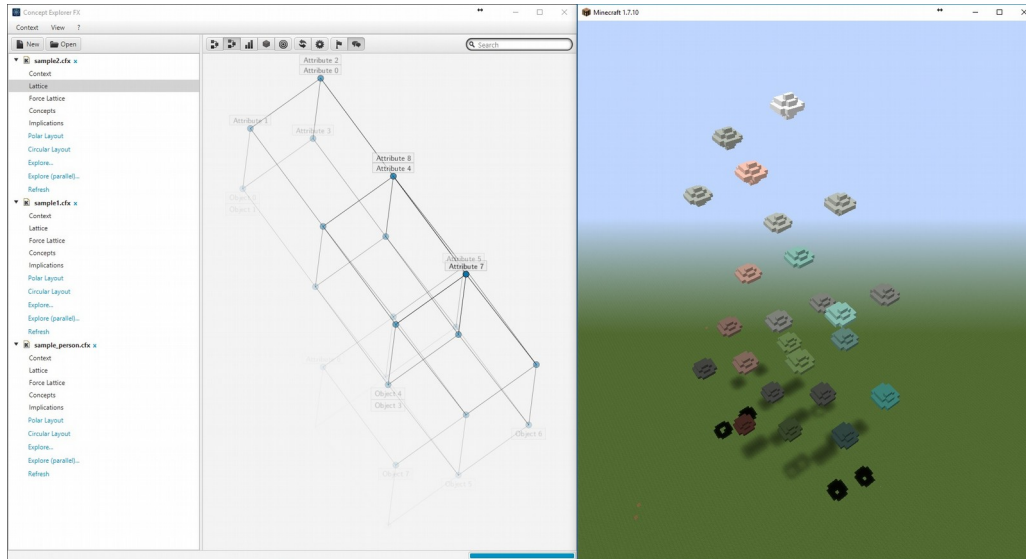 Concept Explorer FX
Context View ?
New Open
Search
sample2.cfx x
Context
Lattice
Force Lattice
Concepts
Implications
Polar Layout
Circular Layout
Explore...
Explore (parallel)...
Refresh
sample1.cfx x
Context
Lattice
Force Lattice
Concepts
Implications
Polar Layout
Circular Layout
Explore...
Explore (parallel)...
Refresh
sample_person.cfx x
Context
Lattice
Force Lattice
Concepts
Implications
Polar Layout
Circular Layout
Explore...
Explore (parallel)...
Refresh
Attribute 2
Attribute 0
Attribute 1
Attribute 3
Attribute 8
Attribute 4
Attribute 5
Attribute 7
Object 4
Object 3
Minecraft 1.7.10